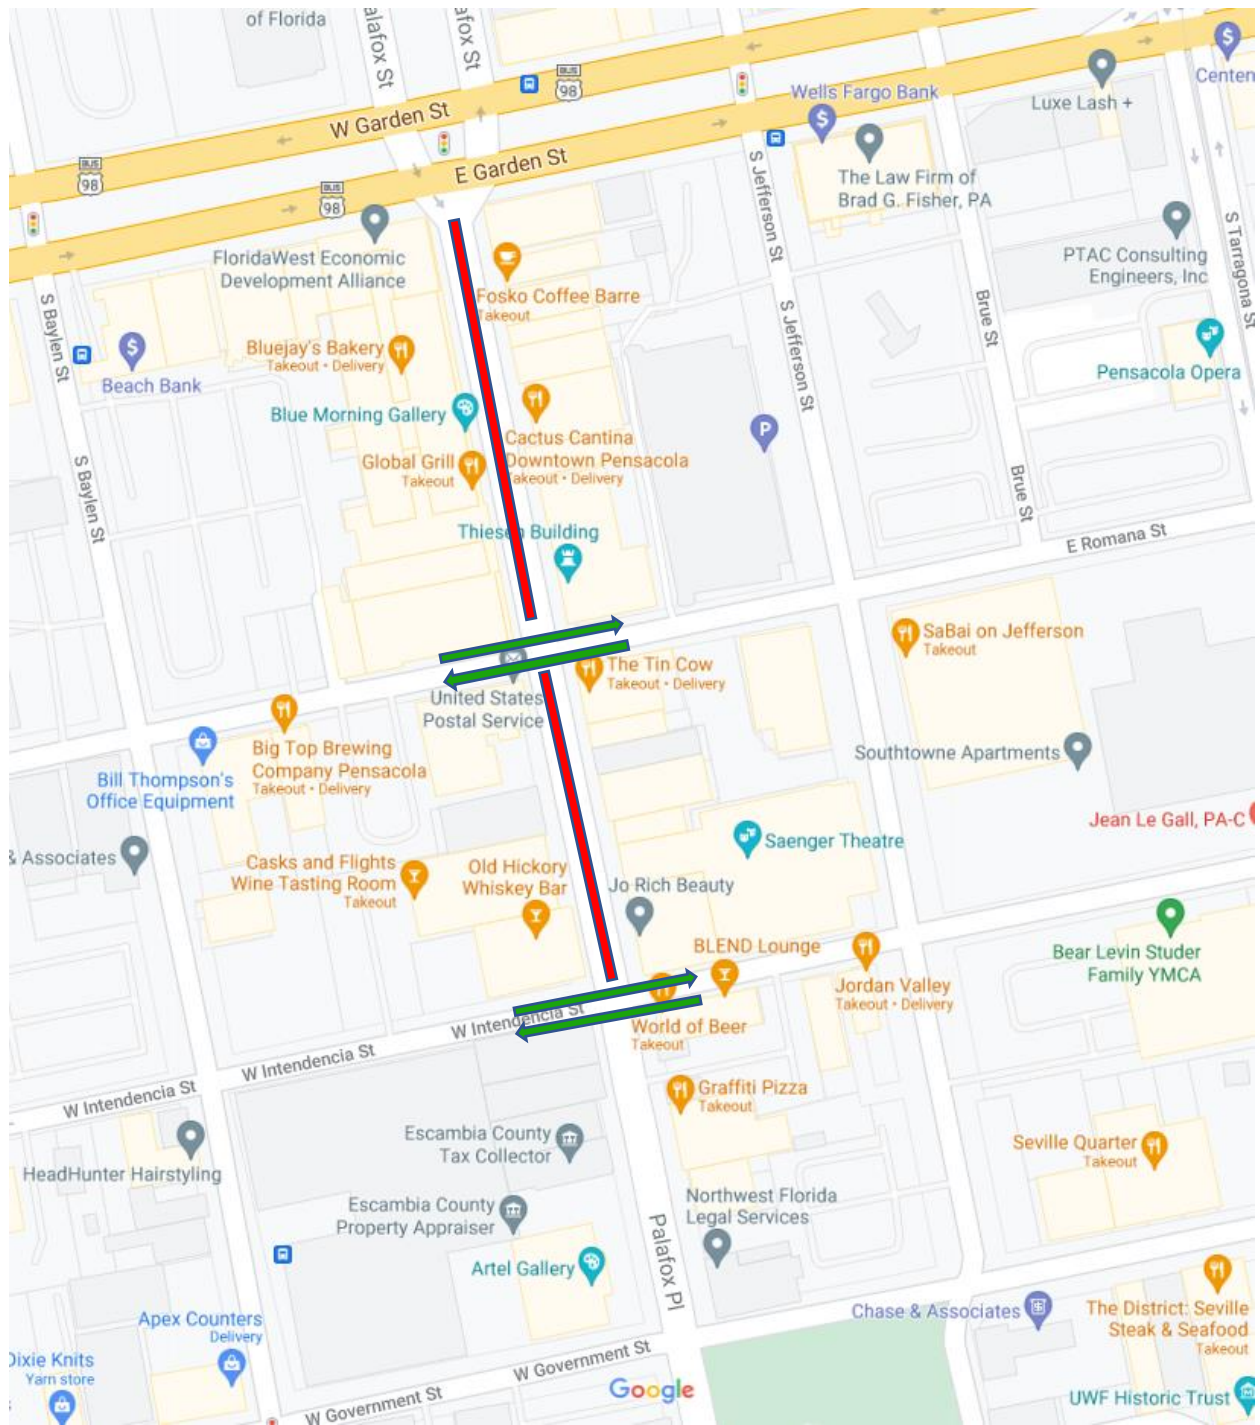 of Florida
alafox St
afox St
BUS
98
W Garden St
E Garden St
BUS
98
BUS
98
Wells Fargo Bank
Luxe Lash +
Centen
The Law Firm of
Brad G. Fisher, PA
S Jefferson St
S Tarragona St
FloridaWest Economic
Development Alliance
PTAC Consulting
Engineers, Inc
Fosko Coffee Barre
Takeout
S Baylen St
Brue St
S Jefferson St
Bluejay's Bakery
Takeout • Delivery
Beach Bank
Pensacola Opera
Blue Morning Gallery
Cactus Cantina
Downtown Pensacola
Takeout • Delivery
P
Global Grill
Takeout
S Baylen St
Brue St
Thiesen Building
E Romana St
SaBai on Jefferson
Takeout
The Tin Cow
Takeout • Delivery
United States
Postal Service
Big Top Brewing
Company Pensacola
Takeout • Delivery
Bill Thompson's
Office Equipment
Southtowne Apartments
Jean Le Gall, PA-C
Saenger Theatre
& Associates
Casks and Flights
Wine Tasting Room
Takeout
Old Hickory
Whiskey Bar
Jo Rich Beauty
BLEND Lounge
Bear Levin Studer
Family YMCA
Jordan Valley
Takeout • Delivery
W Intendencia St
World of Beer
Takeout
W Intendencia St
W Intendencia St
Graffiti Pizza
Takeout
Escambia County
Tax Collector
Seville Quarter
Takeout
HeadHunter Hairstyling
Escambia County
Property Appraiser
Northwest Florida
Legal Services
Palafox Pl
Artel Gallery
Apex Counters
Delivery
Chase & Associates
The District: Seville
Steak & Seafood
Takeout
Dixie Knits
Yarn store
W Government St
Google
UWF Historic Trust
W Government St